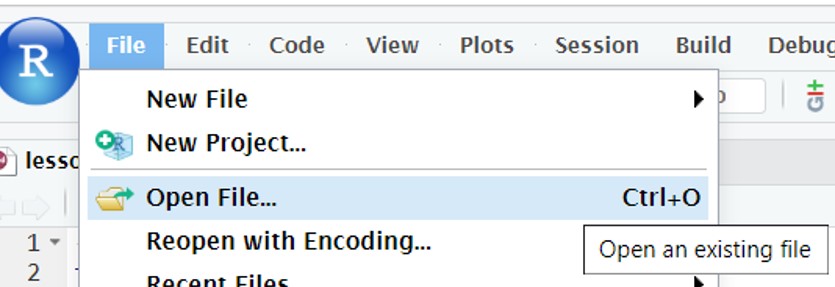 R File Edit Code View Plots Session Build Debug
New File
New Project...
lesso
Open File... Ctrl+O
1 Reopen with Encoding... Open an existing file
2 Recent Files